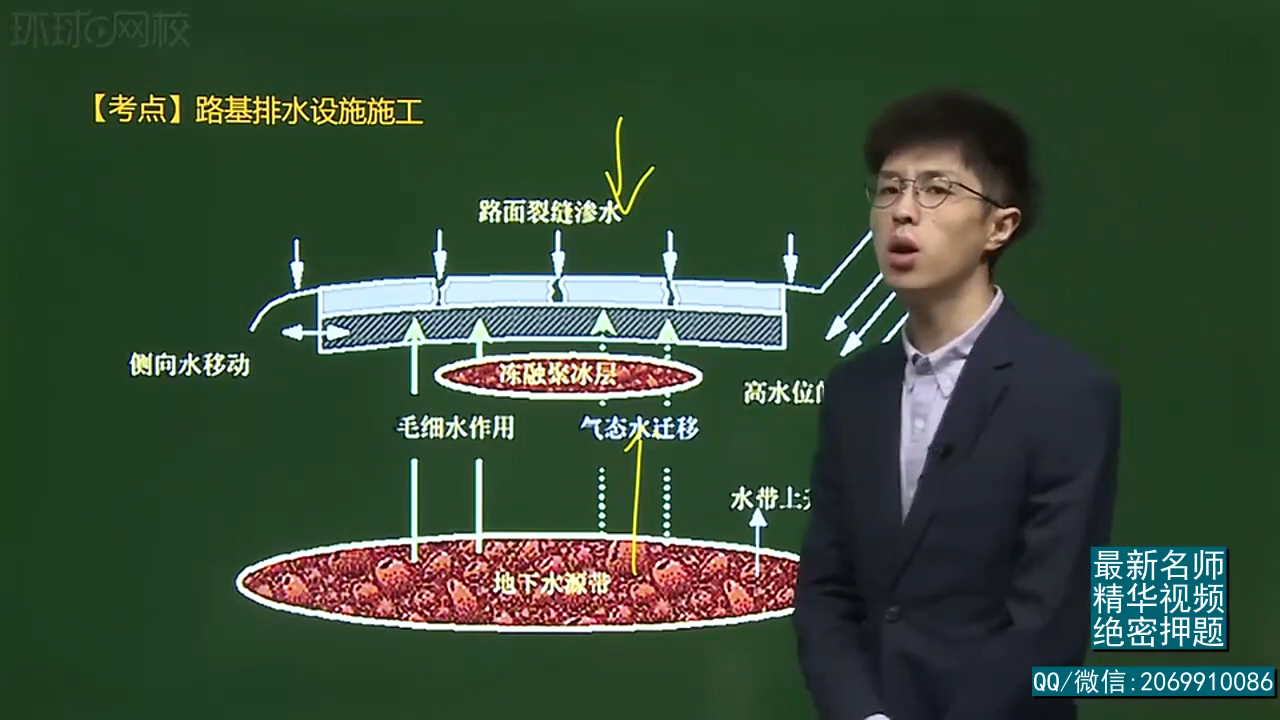 环球网校
【考点】路基排水设施施工
路面裂缝渗水
侧向水移动
冻融聚冰层
高水位
毛细水作用
气态水迁移
水带上
地下水源带
最新名师
精华视频
绝密押题
QQ/微信:2069910086